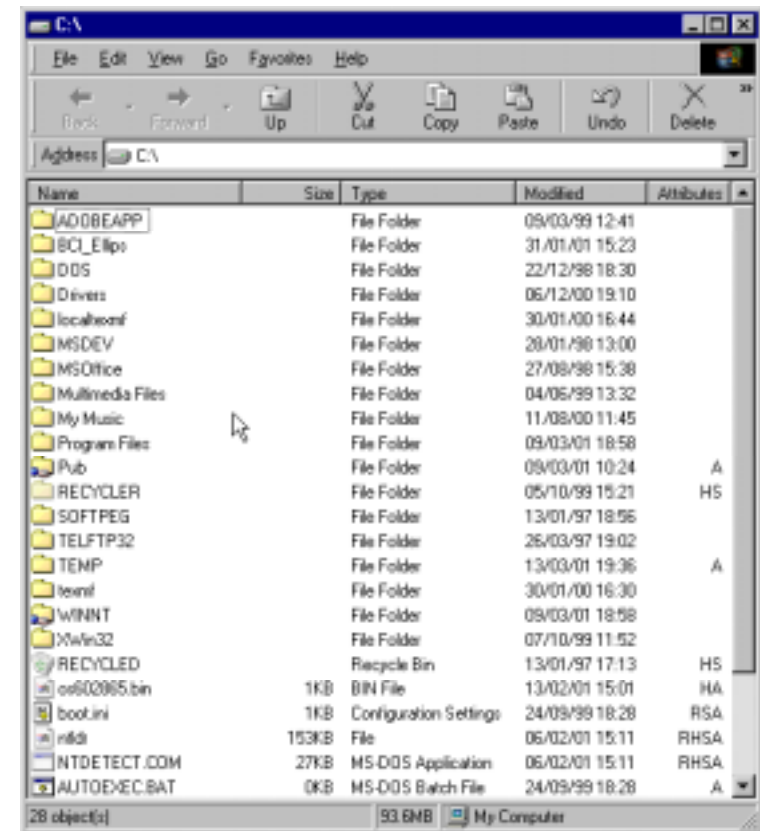 C:\
File Edit View Go Favorites Help
Back Forward Up Cut Copy Paste Undo Delete »
Address C:\
Name Size Type Modified Attributes
ADOBEAPP File Folder 09/03/99 12:41
BCI_Ellips File Folder 31/01/01 15:23
DOS File Folder 22/12/98 18:30
Drivers File Folder 06/12/00 19:10
localtexmf File Folder 30/01/00 16:44
MSDEV File Folder 28/01/98 13:00
MSOffice File Folder 27/08/98 15:38
Multimedia Files File Folder 04/06/99 13:32
My Music File Folder 11/08/00 11:45
Program Files File Folder 09/03/01 18:58
Pub File Folder 09/03/01 10:24 A
RECYCLER File Folder 05/10/99 15:21 HS
SOFTPEG File Folder 13/01/97 18:56
TELFTP32 File Folder 26/03/97 19:02
TEMP File Folder 13/03/01 19:36 A
texmf File Folder 30/01/00 16:30
WINNT File Folder 09/03/01 18:58
XWin32 File Folder 07/10/99 11:52
RECYCLED Recycle Bin 13/01/97 17:13 HS
1KB BIN File 13/02/01 15:01 HA
boot.ini 1KB Configuration Settings 24/09/99 18:28 RSA
153KB File 06/02/01 15:11 RHSA
NTDETECT.COM 27KB MS-DOS Application 06/02/01 15:11 RHSA
AUTOEXEC.BAT 0KB MS-DOS Batch File 24/09/99 18:28 A
28 object(s) 93.6MB My Computer